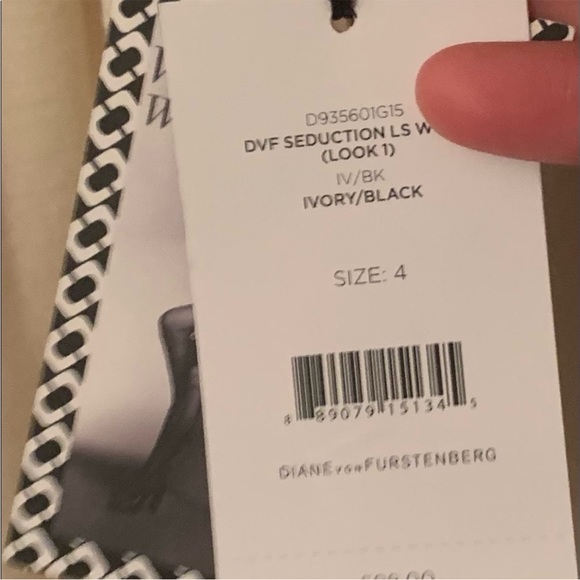 D935601G15
DVF SEDUCTION LS W
(LOOK 1)
IV/BK
IVORY/BLACK
SIZE: 4
8 89079 15134 5
DIANE von FURSTENBERG